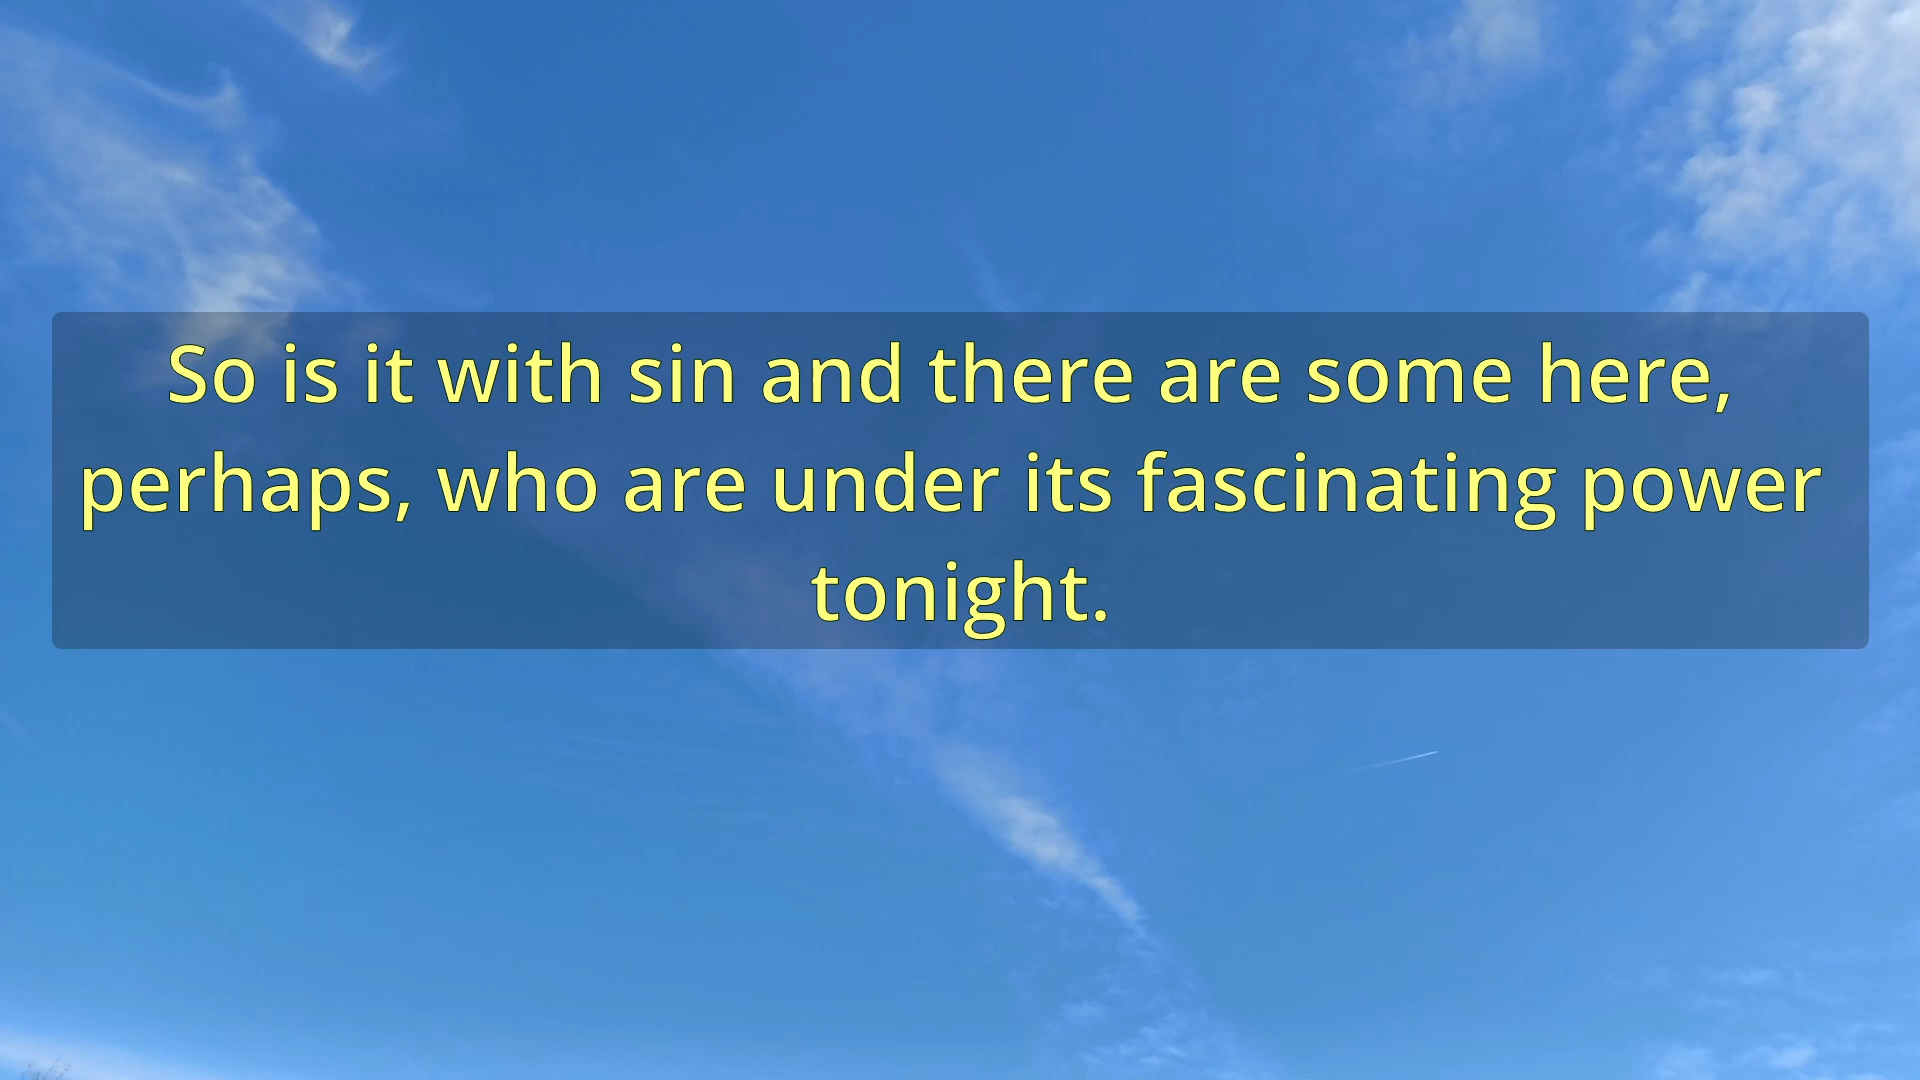 So is it with sin and there are some here,
perhaps, who are under its fascinating power
tonight.